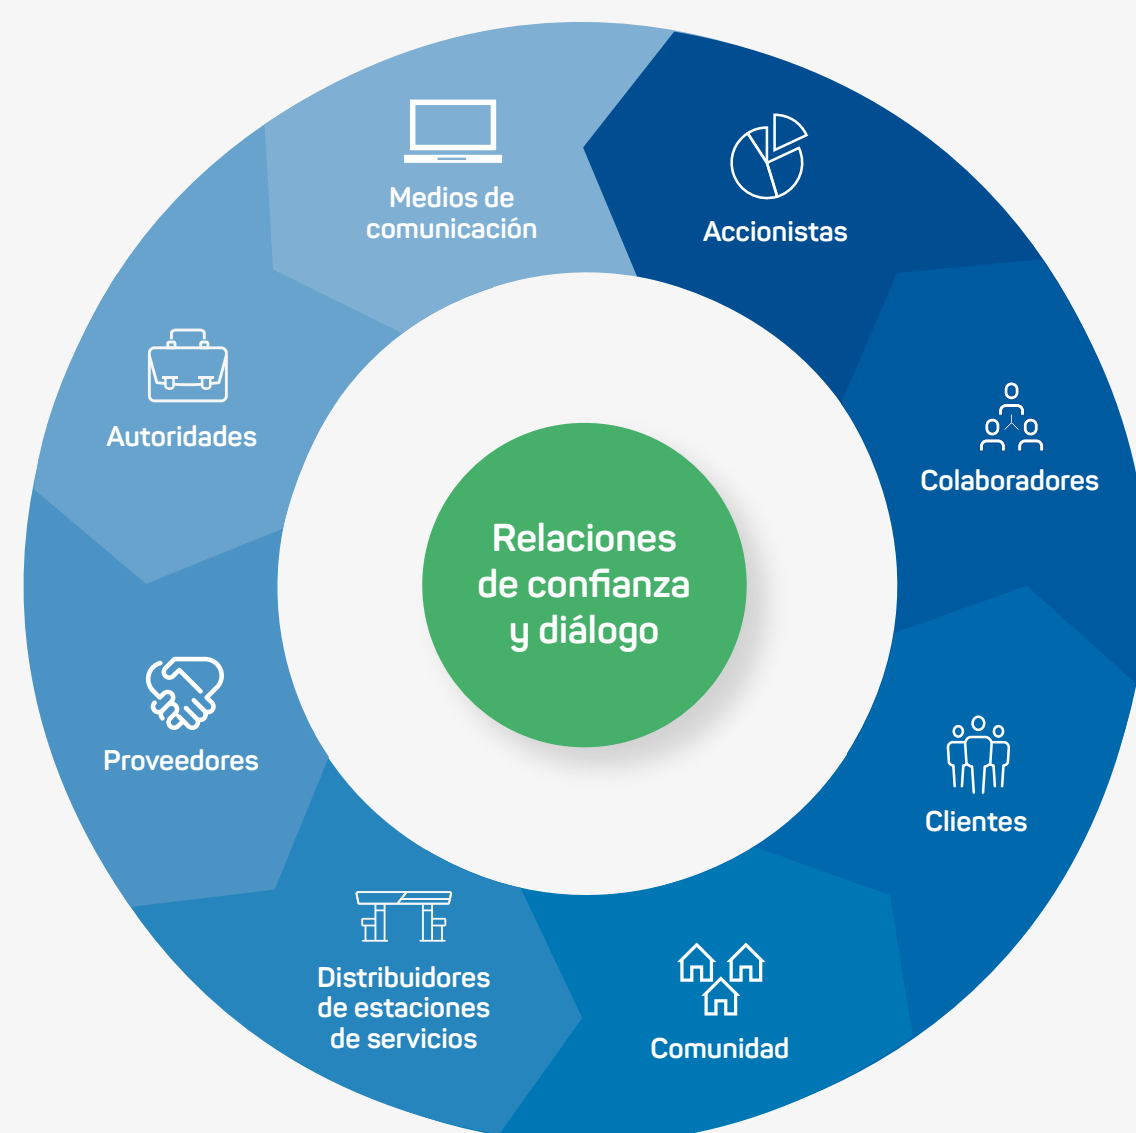 Medios de
comunicación
Accionistas
Colaboradores
Clientes
Comunidad
Distribuidores
de estaciones
de servicios
Proveedores
Autoridades
Relaciones
de confianza
y diálogo